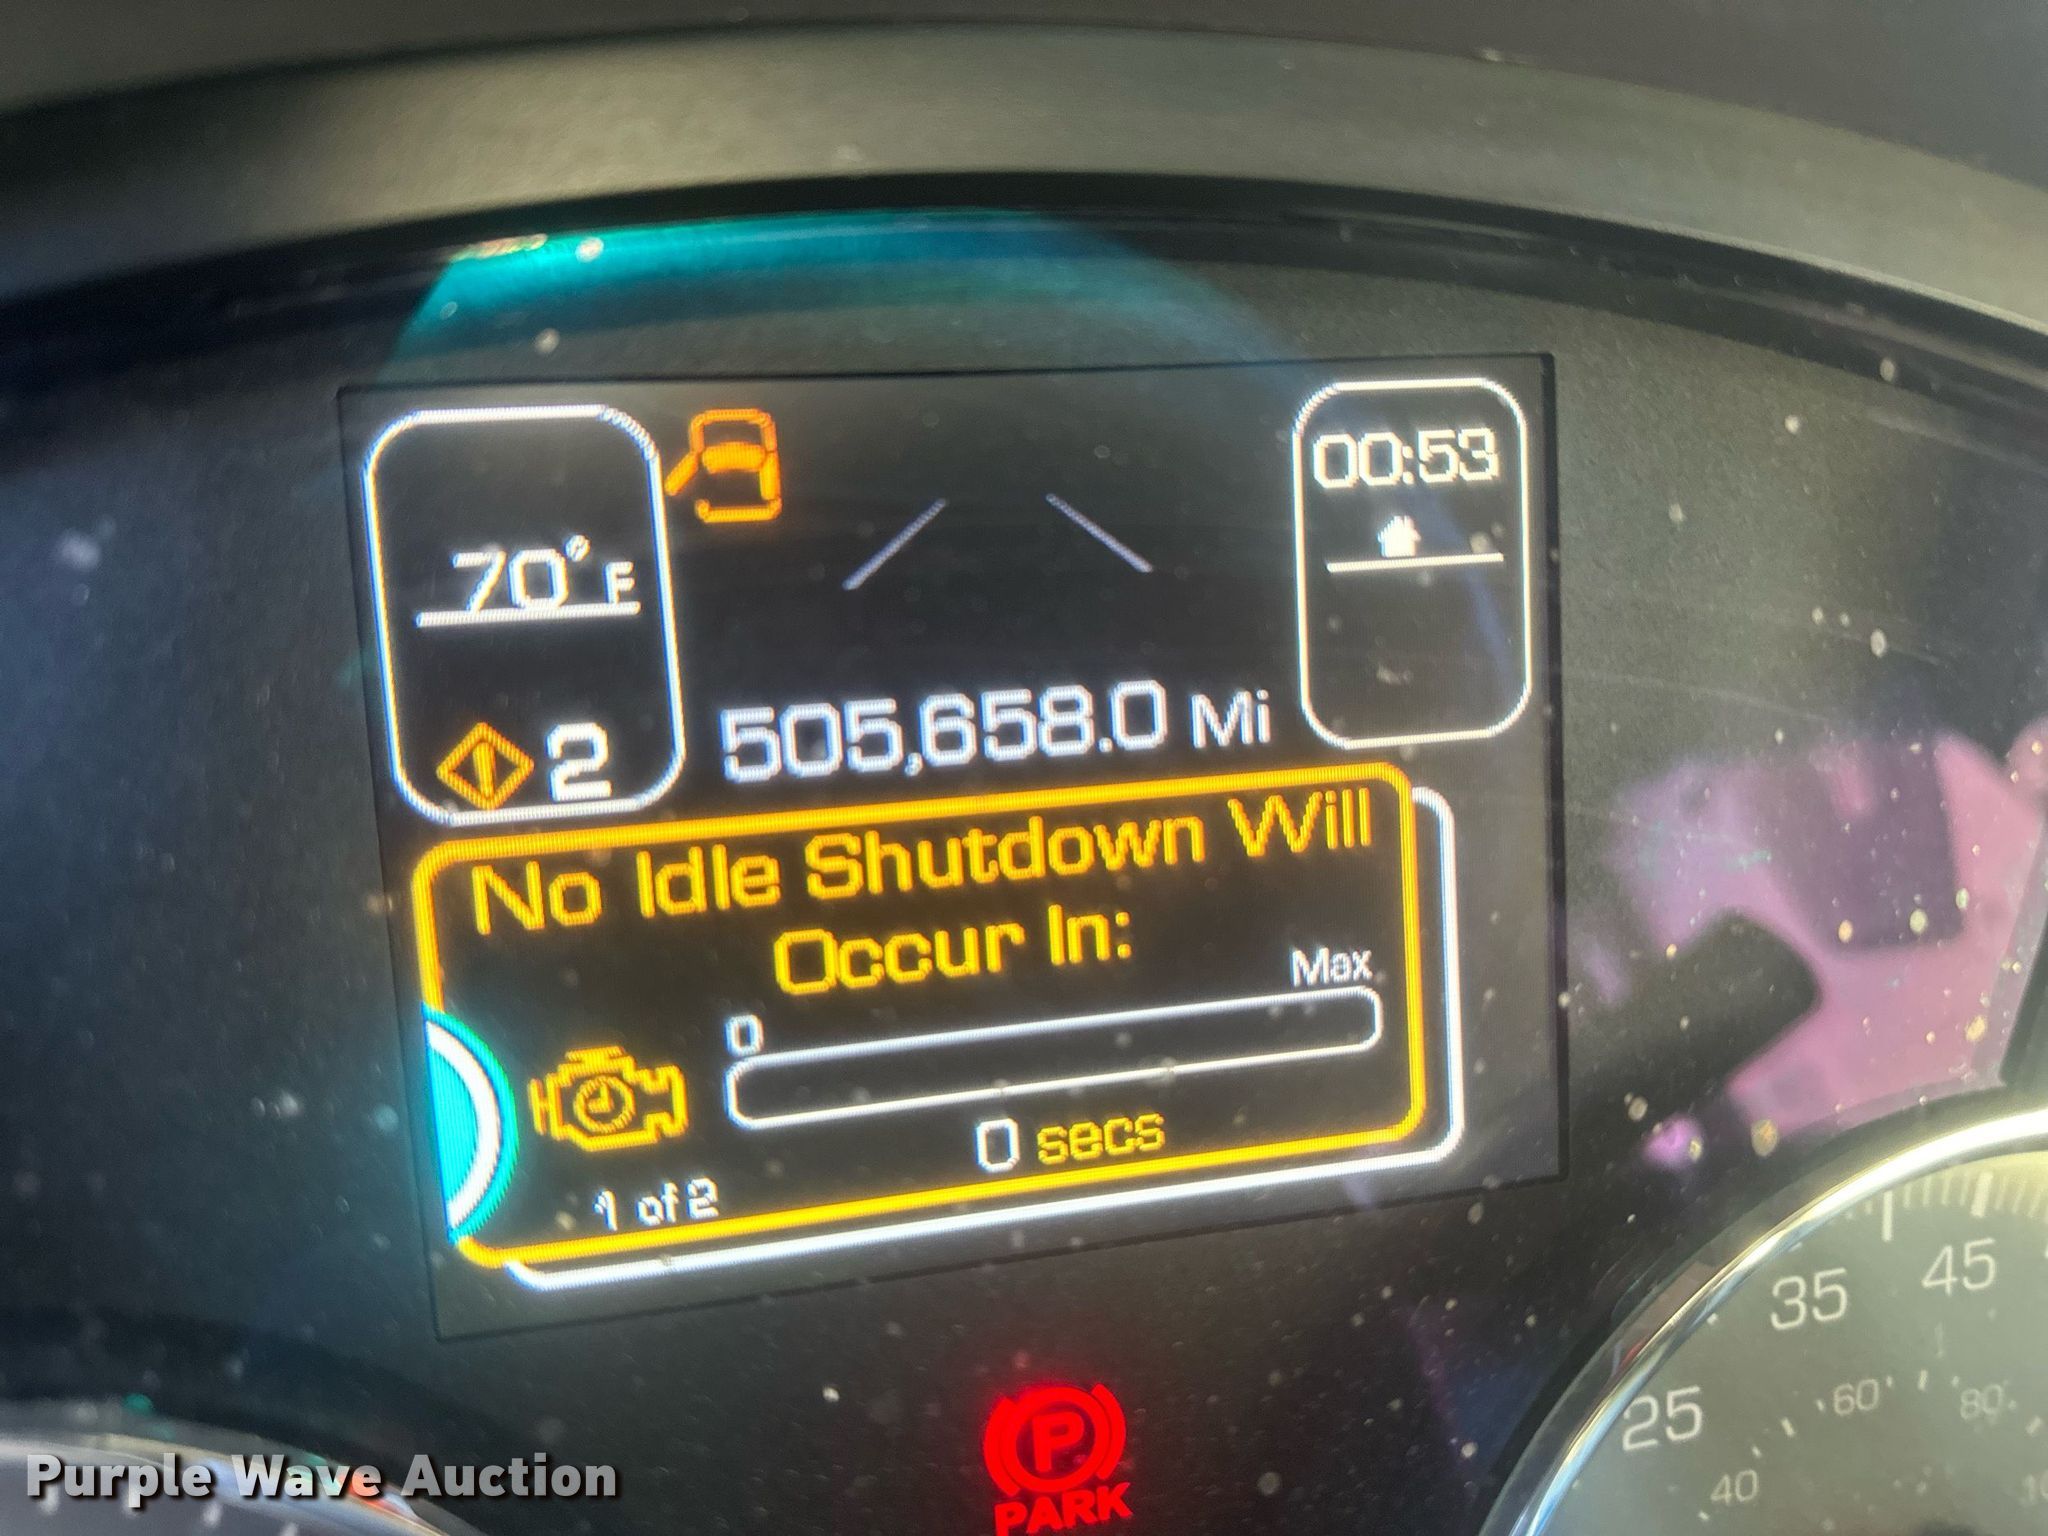 00:53
70°F
2
505,658.0 Mi
No Idle Shutdown Will
Occur In:
0
Max
0 secs
1 of 2
P
PARK
25
35
45
40
60
80
Purple Wave Auction